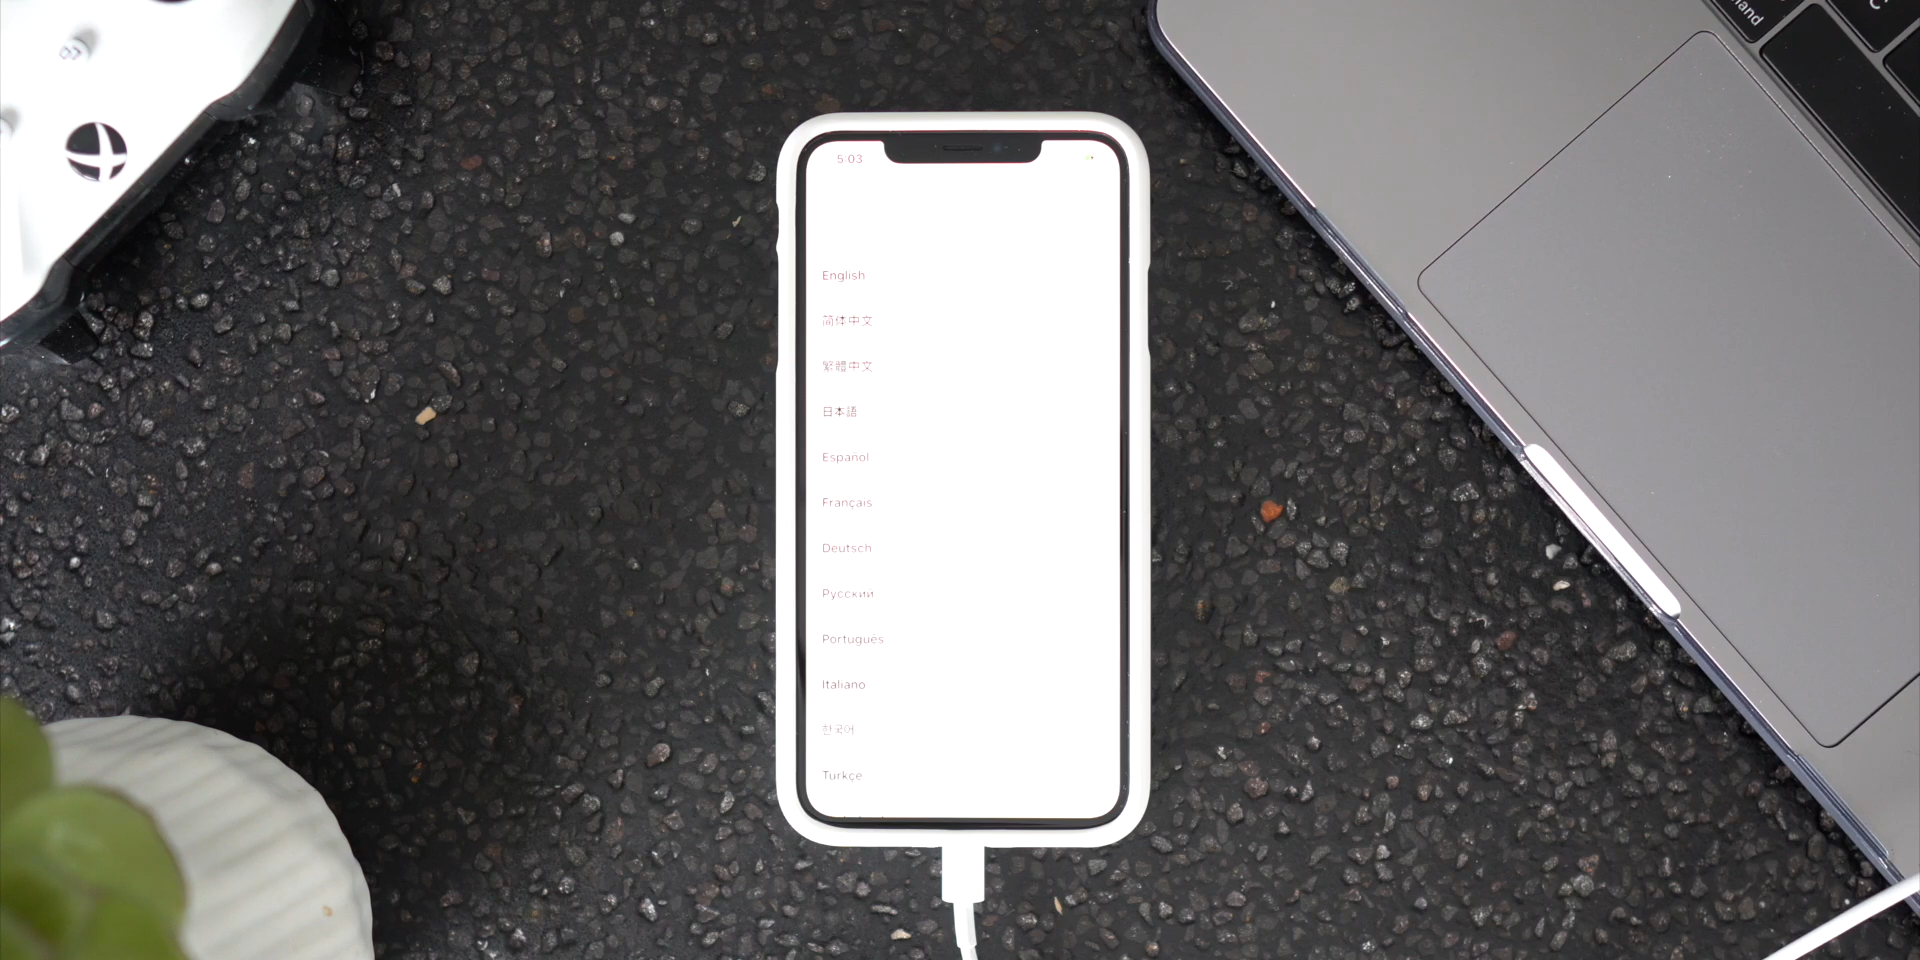 5:03
English
简体中文
繁體中文
日本語
Español
Français
Deutsch
Русский
Português
Italiano
한국어
Türkçe